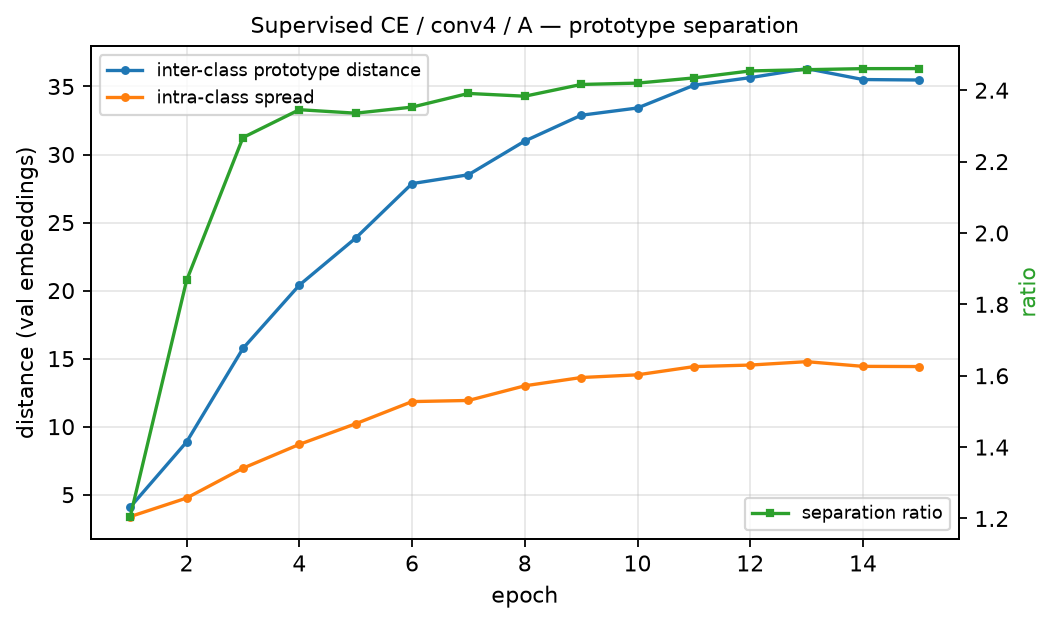 Supervised CE / conv4 / A — prototype separation
inter-class prototype distance
intra-class spread
separation ratio
distance (val embeddings)
35
30
25
20
15
10
5
ratio
2.4
2.2
2.0
1.8
1.6
1.4
1.2
2 4 6 8 10 12 14
epoch